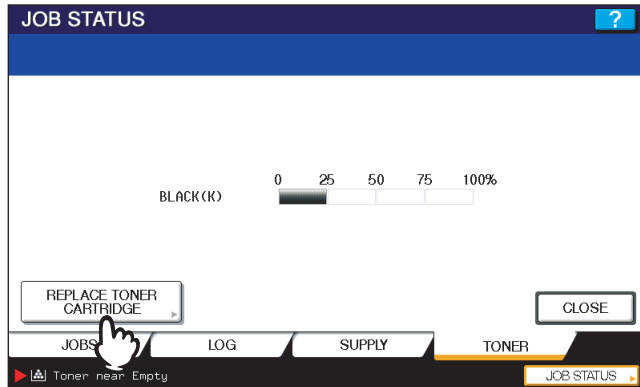 JOB STATUS ?
0 25 50 75 100%
BLACK(K)
REPLACE TONER
CARTRIDGE
CLOSE
JOBS LOG SUPPLY TONER
Toner near Empty JOB STATUS